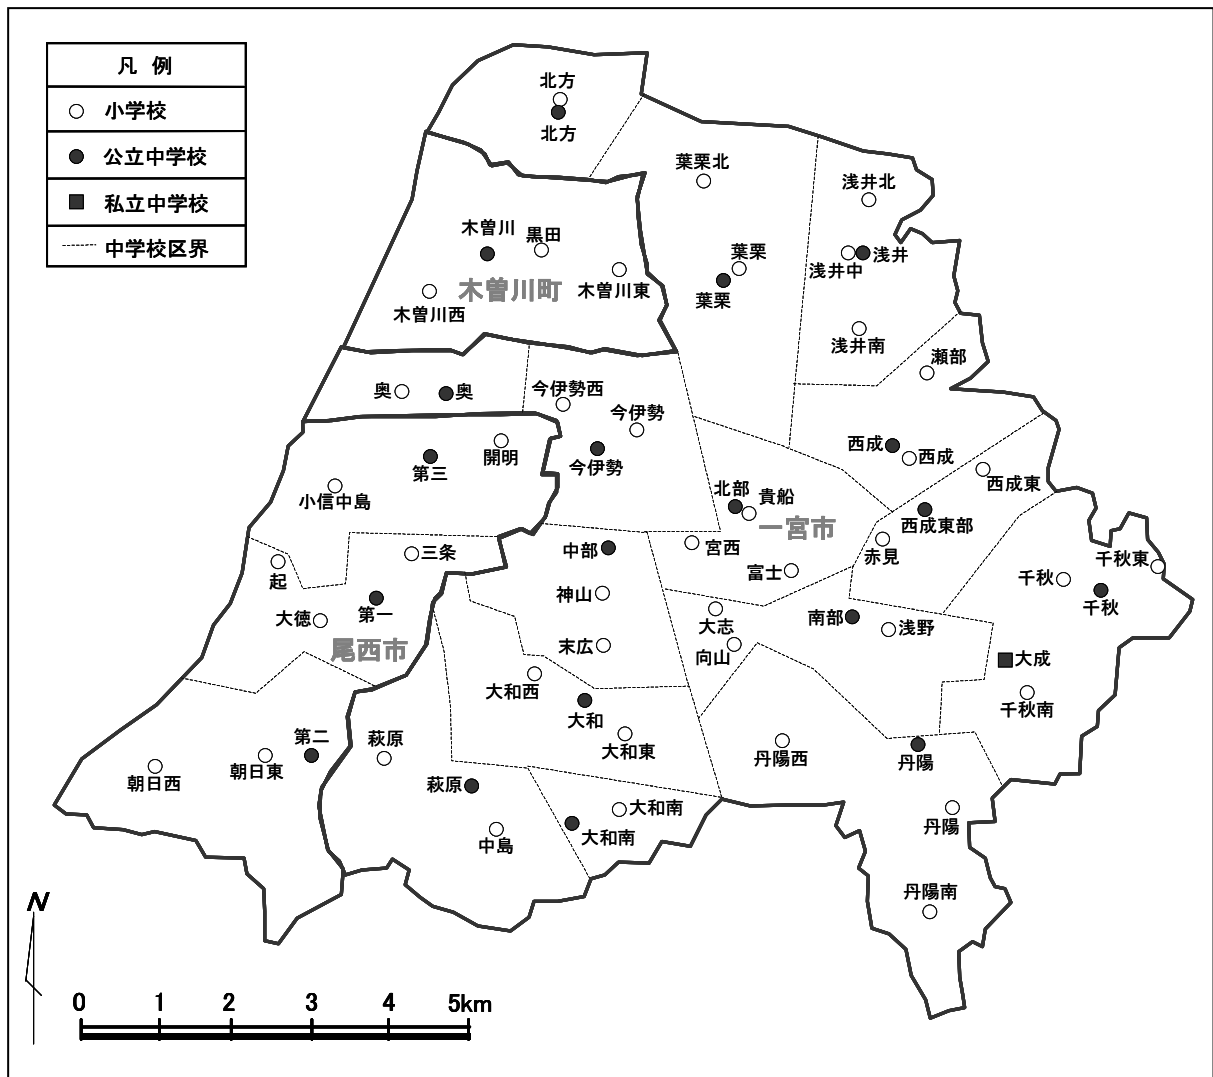 凡 例
小学校
公立中学校
私立中学校
中学校区界
北方
北方
葉栗北
浅井北
木曽川
黒田
浅井
浅井中
葉栗
木曽川東
木曽川町
葉栗
木曽川西
浅井南
瀬部
奥
奥
今伊勢西
今伊勢
西成
西成
開明
今伊勢
第三
西成東
小信中島
北部
貴船
一宮市
西成東部
三条
中部
宮西
赤見
千秋東
起
富士
千秋
千秋
神山
第一
大徳
大志
南部
浅野
尾西市
末広
向山
大成
大和西
千秋南
大和
第二
萩原
大和東
丹陽西
丹陽
朝日西
朝日東
萩原
大和南
丹陽
大和南
中島
丹陽南
N
0 1 2 3 4 5km